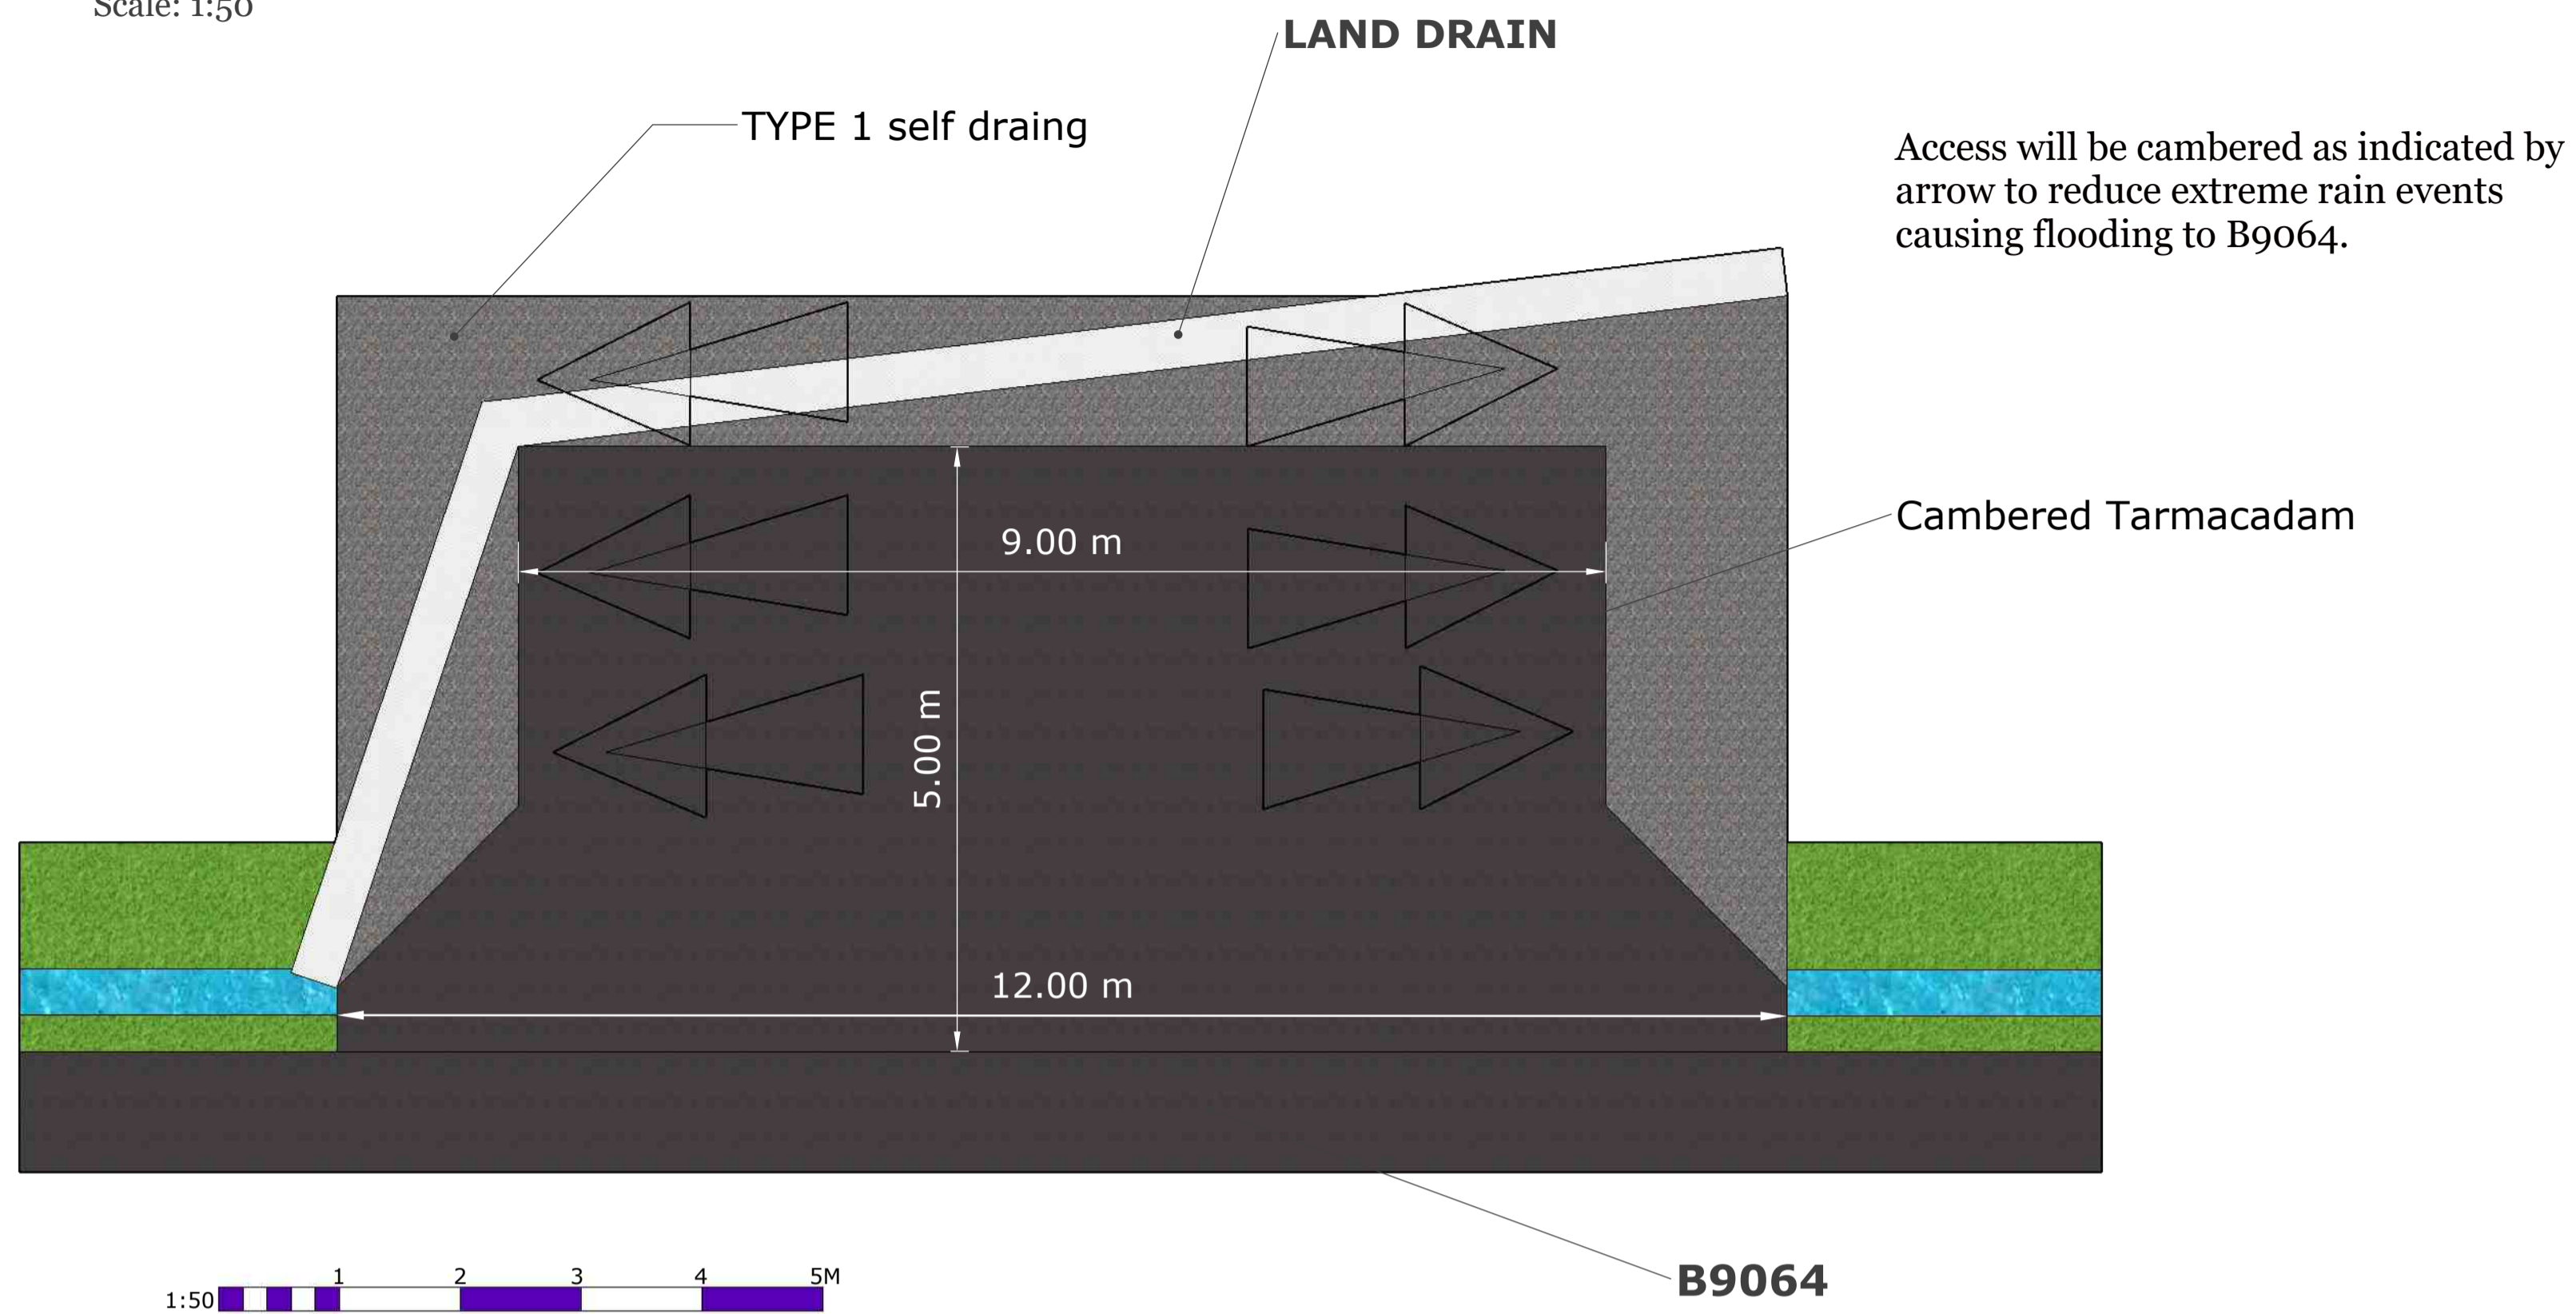 Scale: 1:50
LAND DRAIN
TYPE 1 self draing
Access will be cambered as indicated by
arrow to reduce extreme rain events
causing flooding to B9064.
Cambered Tarmacadam
9.00 m
5.00 m
12.00 m
B9064
1:50 1 2 3 4 5M